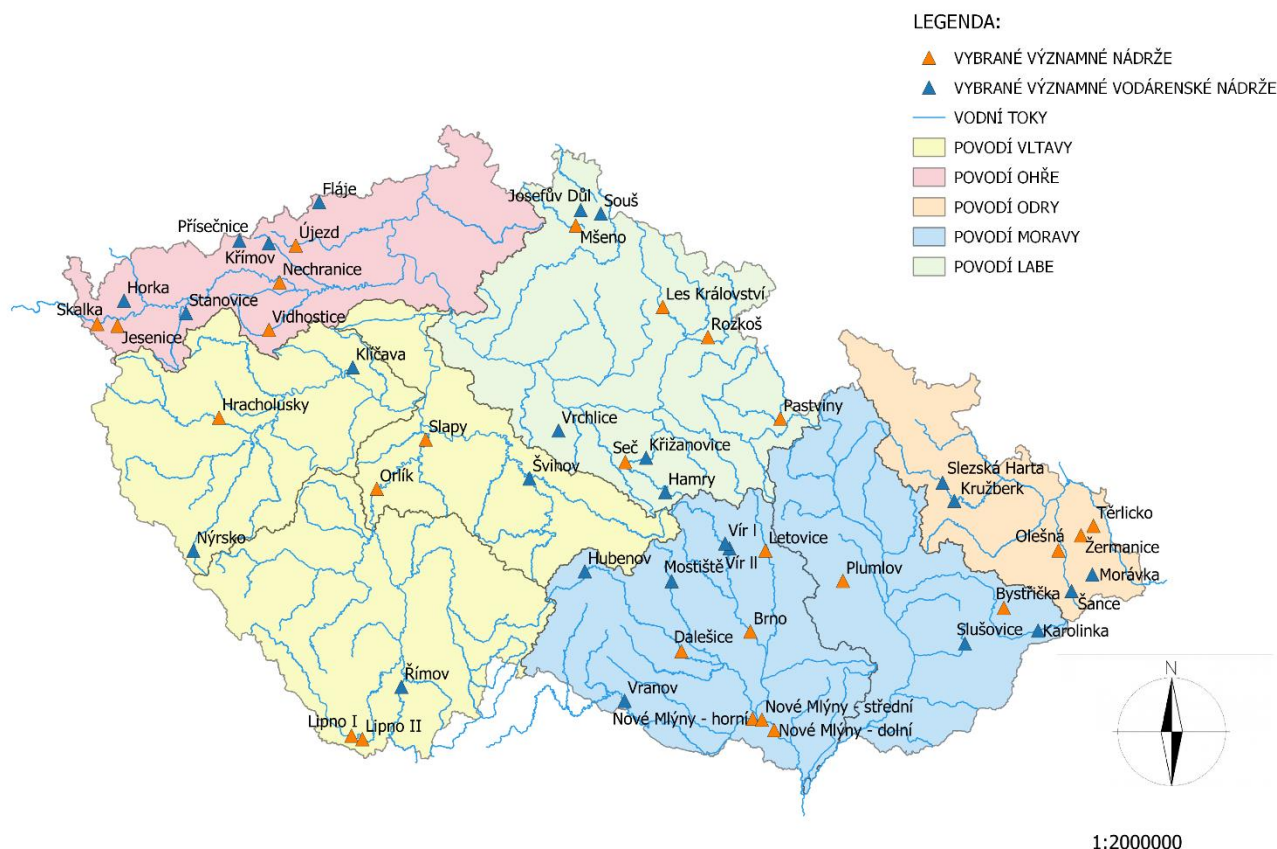 LEGENDA:
VYBRANÉ VÝZNAMNÉ NÁDRŽE
VYBRANÉ VÝZNAMNÉ VODÁRENSKÉ NÁDRŽE
VODNÍ TOKY
POVODÍ VLTAVY
POVODÍ OHŘE
POVODÍ ODRY
POVODÍ MORAVY
POVODÍ LABE
Fláje
Josefův Důl
Souš
Přísečnice
Újezd
Mšeno
Křímov
Nechranice
Horka
Stanovice
Les Království
Skalka
Jesenice
Vidhostice
Rozkoš
Klíčava
Hracholusky
Pastviny
Vrchlice
Slapy
Seč
Křižanovice
Orlík
Švihov
Hamry
Slezská Harta
Kružberk
Těrlicko
Olešná
Žermanice
Nýrsko
Vír I
Letovice
Vír II
Hubenov
Mostiště
Plumlov
Morávka
Šánce
Bystřička
Brno
Karolinka
Slušovice
Dalešice
Římov
Vranov
Nové Mlýny - střední
Nové Mlýny - horní
Nové Mlýny - dolní
Lipno I
Lipno II
N
1:2000000